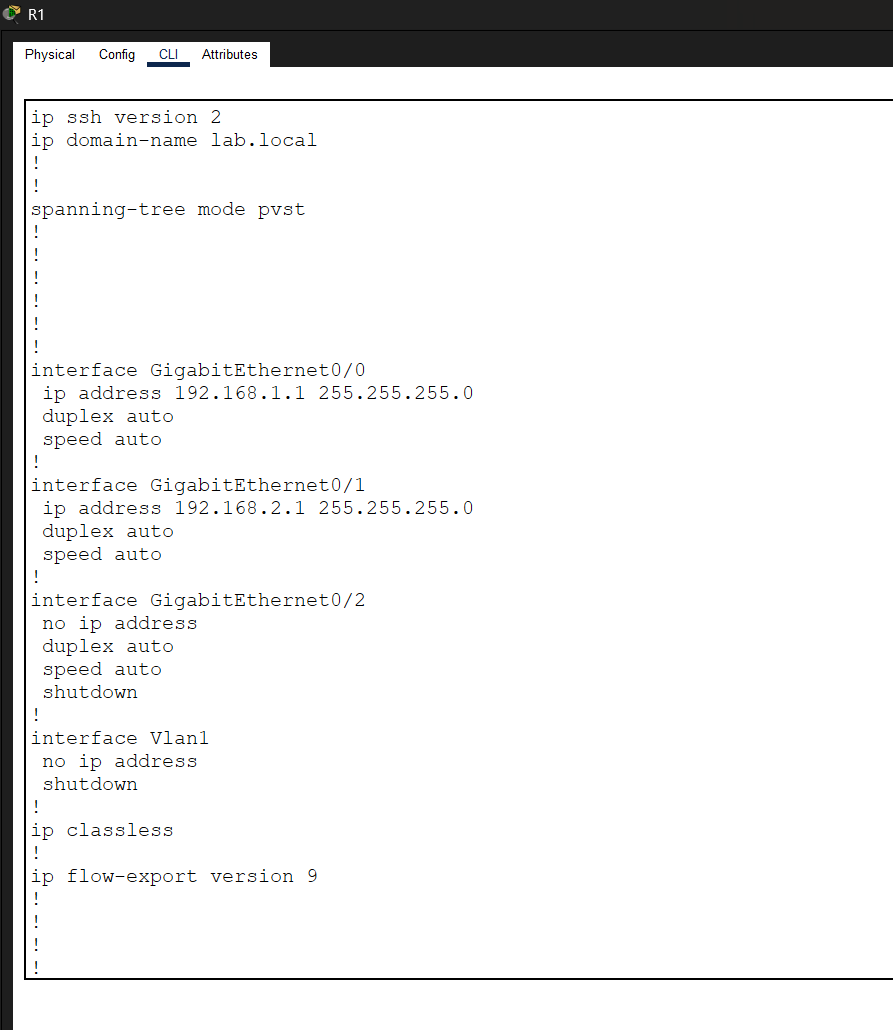 R1
Physical Config CLI Attributes
ip ssh version 2
ip domain-name lab.local
!
!
spanning-tree mode pvst
!
!
!
!
!
!
interface GigabitEthernet0/0
 ip address 192.168.1.1 255.255.255.0
 duplex auto
 speed auto
!
interface GigabitEthernet0/1
 ip address 192.168.2.1 255.255.255.0
 duplex auto
 speed auto
!
interface GigabitEthernet0/2
 no ip address
 duplex auto
 speed auto
 shutdown
!
interface Vlan1
 no ip address
 shutdown
!
ip classless
!
ip flow-export version 9
!
!
!
!